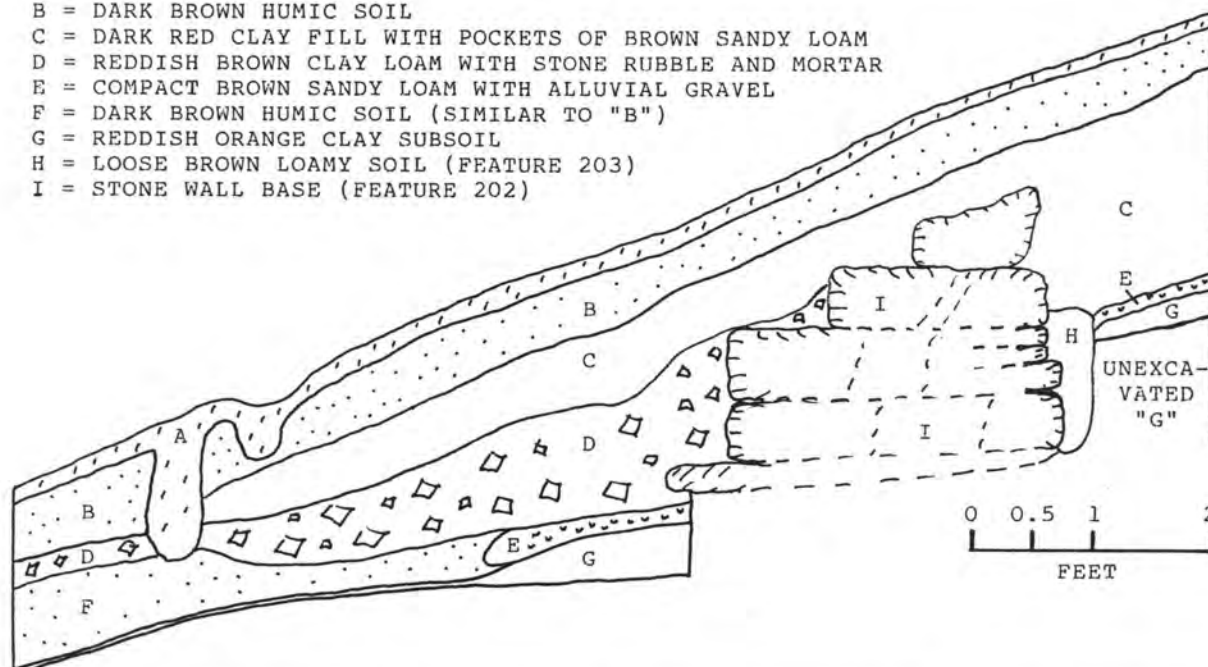 B = DARK BROWN HUMIC SOIL
C = DARK RED CLAY FILL WITH POCKETS OF BROWN SANDY LOAM
D = REDDISH BROWN CLAY LOAM WITH STONE RUBBLE AND MORTAR
E = COMPACT BROWN SANDY LOAM WITH ALLUVIAL GRAVEL
F = DARK BROWN HUMIC SOIL (SIMILAR TO "B")
G = REDDISH ORANGE CLAY SUBSOIL
H = LOOSE BROWN LOAMY SOIL (FEATURE 203)
I = STONE WALL BASE (FEATURE 202)
C
E
B
I
G
H
C
UNEXCA-
VATED
"G"
A
I
D
B
0 0.5 1 2
E
D
G
FEET
F